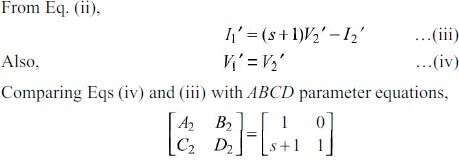 From Eq. (ii),
I₁′ = (s + 1)V₂′ − I₂′ …(iii)
Also, V₁′ = V₂′ …(iv)
Comparing Eqs (iv) and (iii) with ABCD parameter equations,
[A₂ B₂] = [1 0]
[C₂ D₂] [s + 1 1]